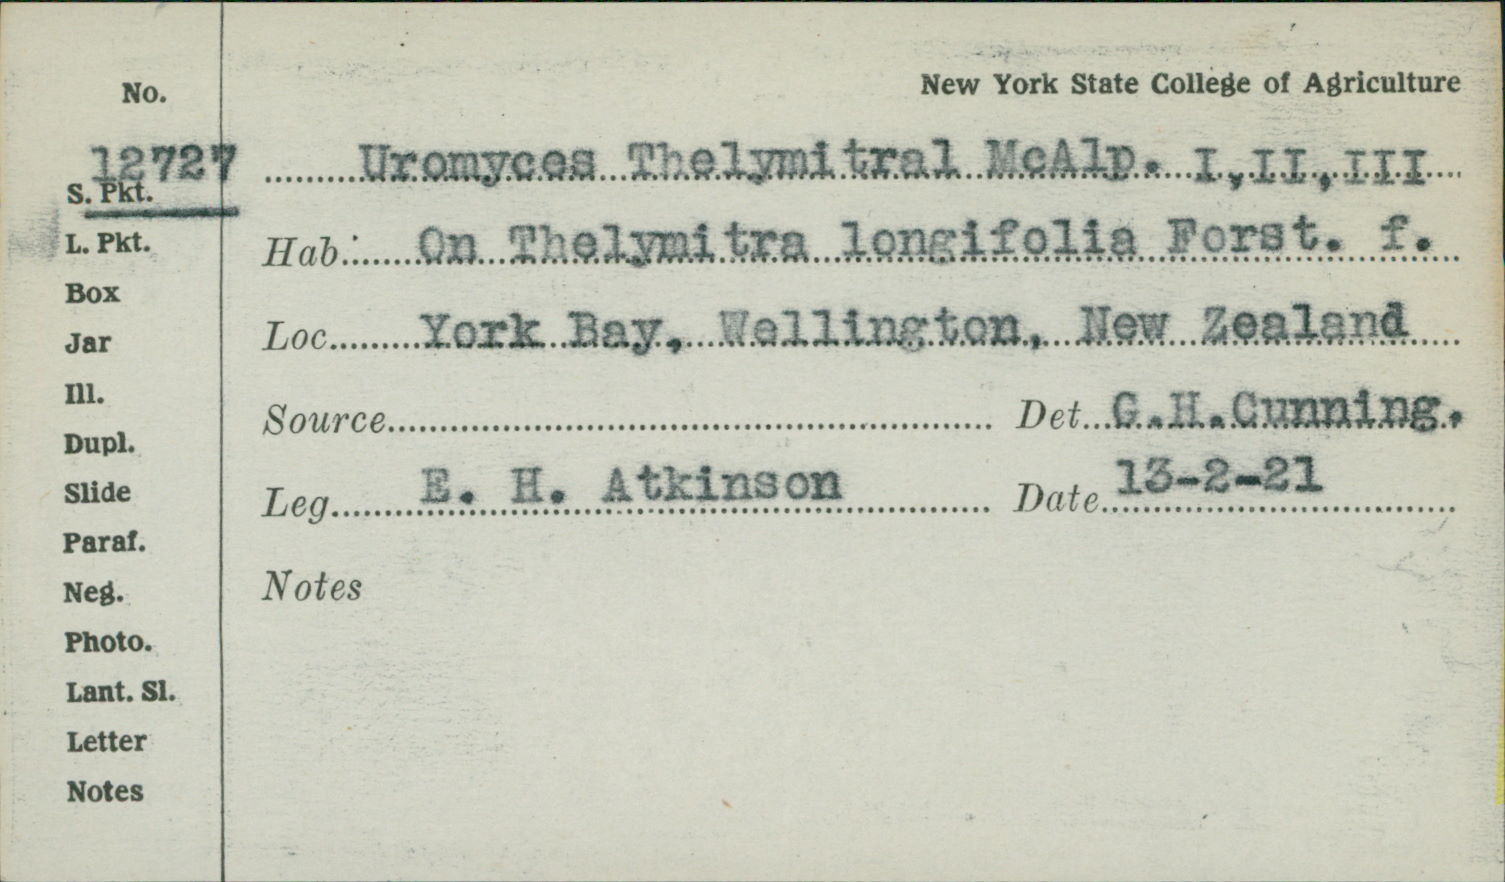 New York State College of Agriculture
No.
12727
Uromyces Thelymitral McAlp. I,II,III
S. Pkt.
L. Pkt.
Hab. On Thelymitra longifolia Forst. f.
Box
Jar
Loc. York Bay, Wellington, New Zealand
Ill.
Source Det. G.H.Cunning.
Dupl.
Slide
Leg. E. H. Atkinson Date 13-2-21
Paraf.
Neg.
Notes
Photo.
Lant. Sl.
Letter
Notes